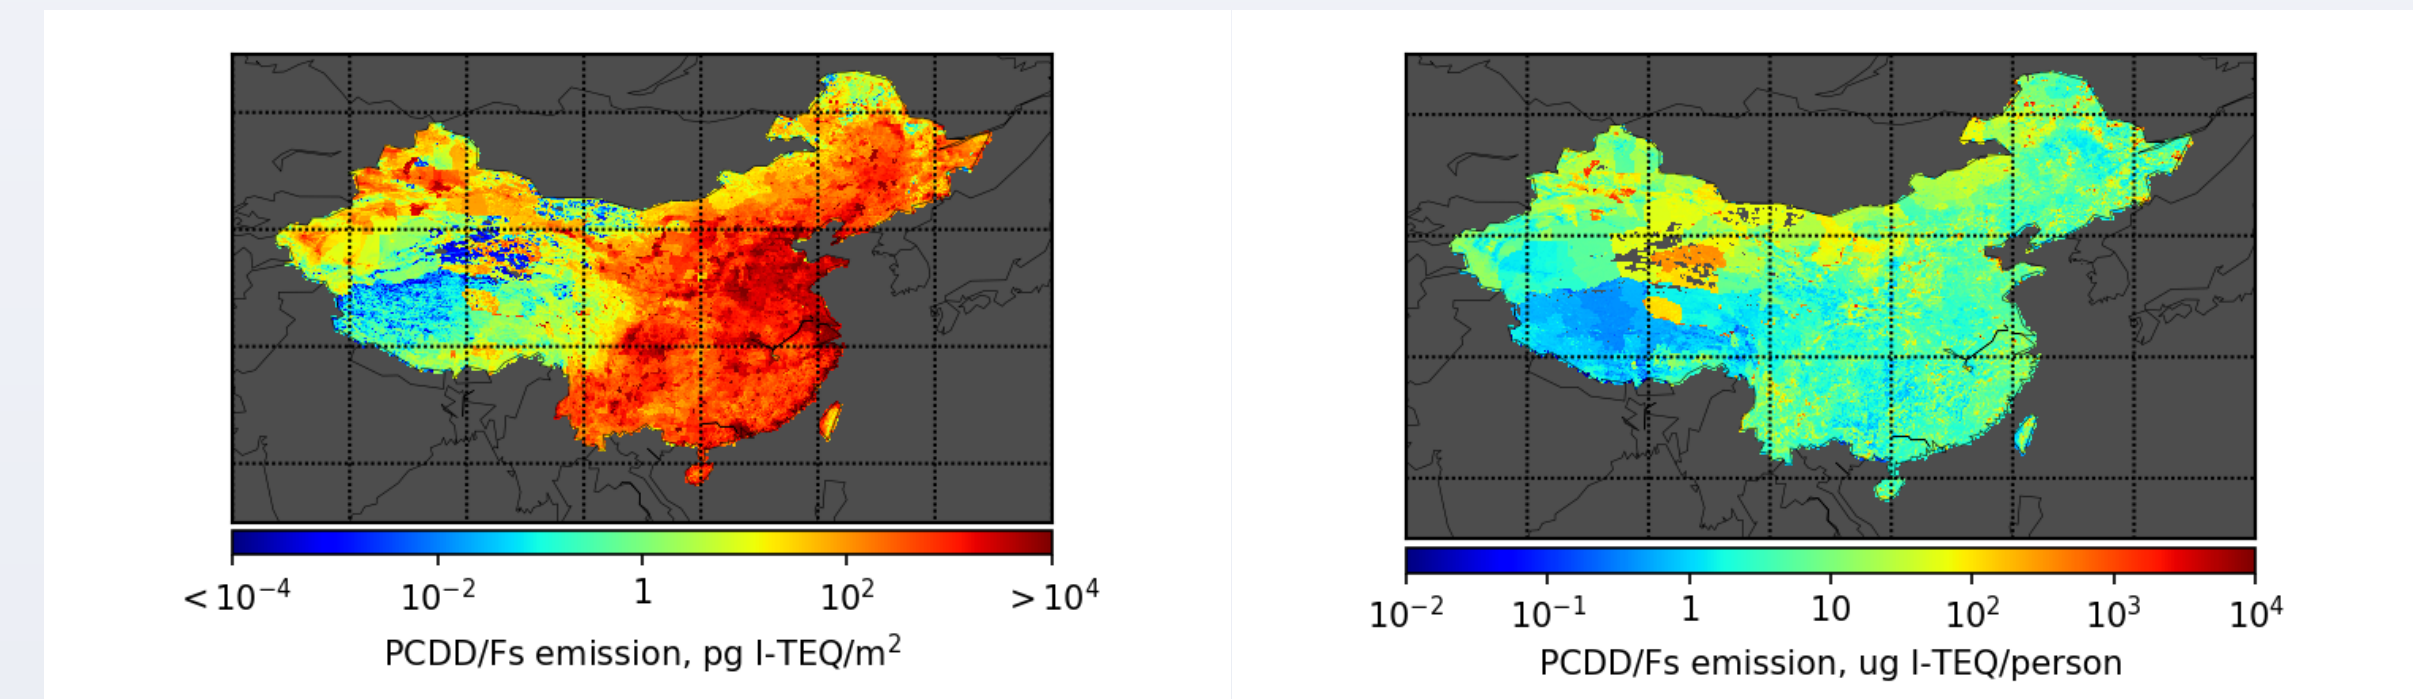 <10⁻⁴ 10⁻² 1 10² >10⁴
PCDD/Fs emission, pg I-TEQ/m²
10⁻² 10⁻¹ 1 10 10² 10³ 10⁴
PCDD/Fs emission, ug I-TEQ/person